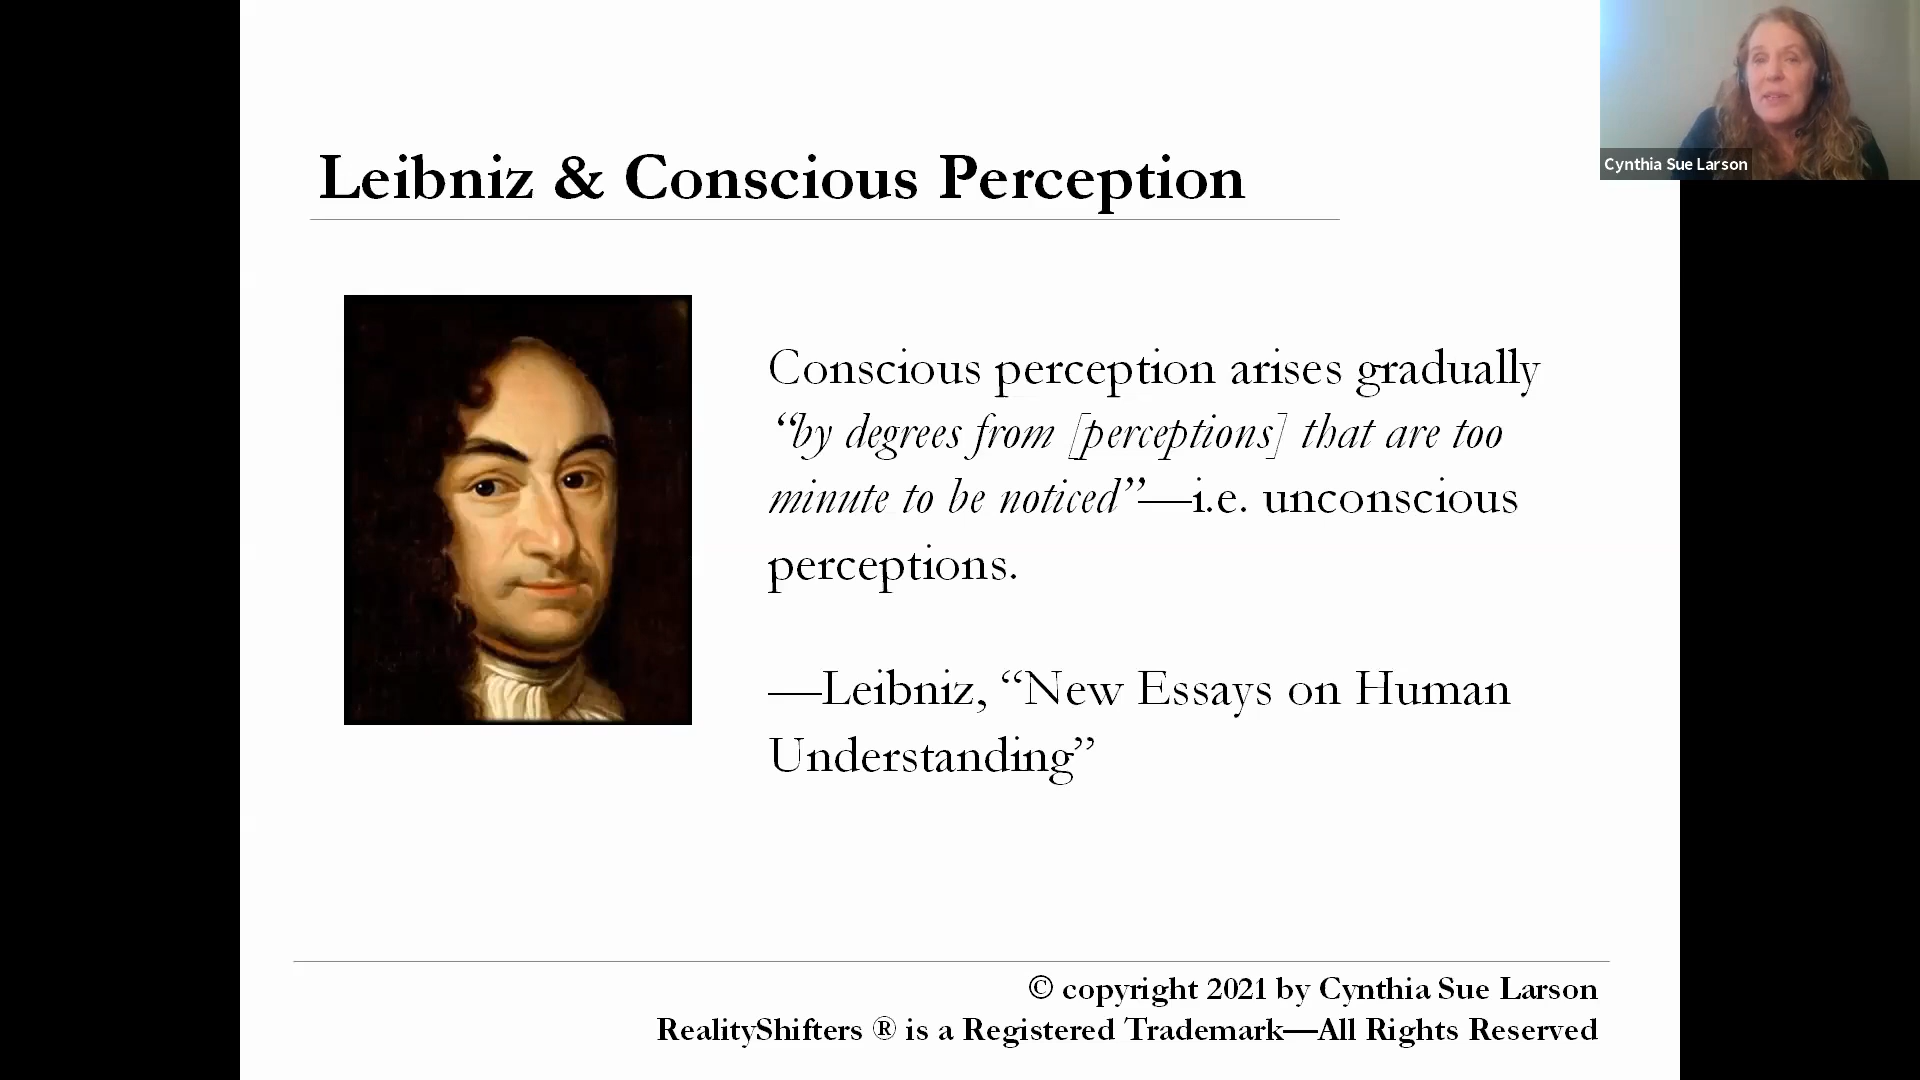 Cynthia Sue Larson
Leibniz & Conscious Perception
Conscious perception arises gradually
“by degrees from [perceptions] that are too
minute to be noticed”—i.e. unconscious
perceptions.
—Leibniz, “New Essays on Human
Understanding”
© copyright 2021 by Cynthia Sue Larson
RealityShifters ® is a Registered Trademark—All Rights Reserved